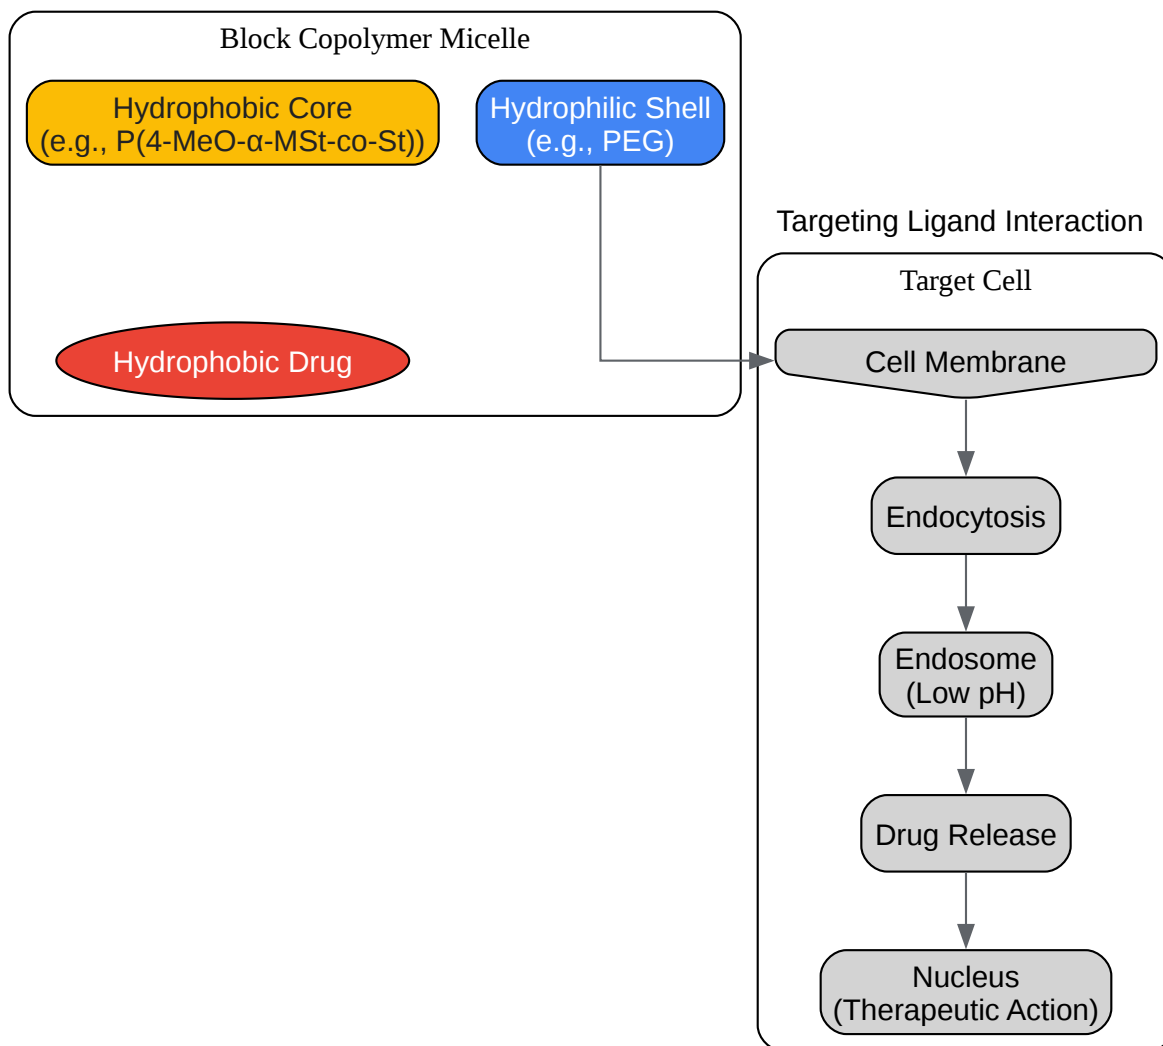 Block Copolymer Micelle
Hydrophobic Core
(e.g., P(4-MeO-α-MSt-co-St))
Hydrophilic Shell
(e.g., PEG)
Hydrophobic Drug
Targeting Ligand Interaction
Target Cell
Cell Membrane
Endocytosis
Endosome
(Low pH)
Drug Release
Nucleus
(Therapeutic Action)